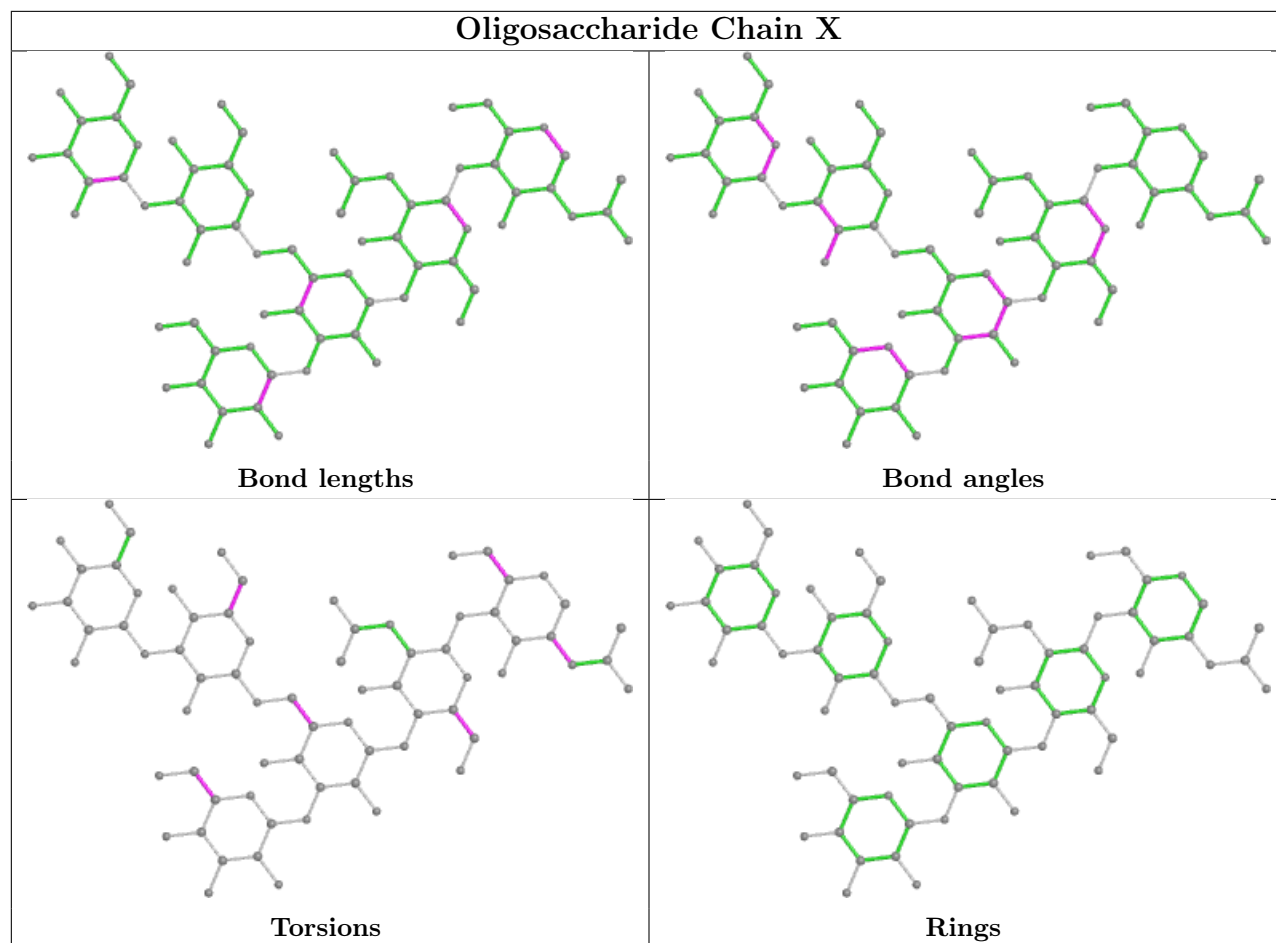 Oligosaccharide Chain X
Bond lengths
Bond angles
Torsions
Rings